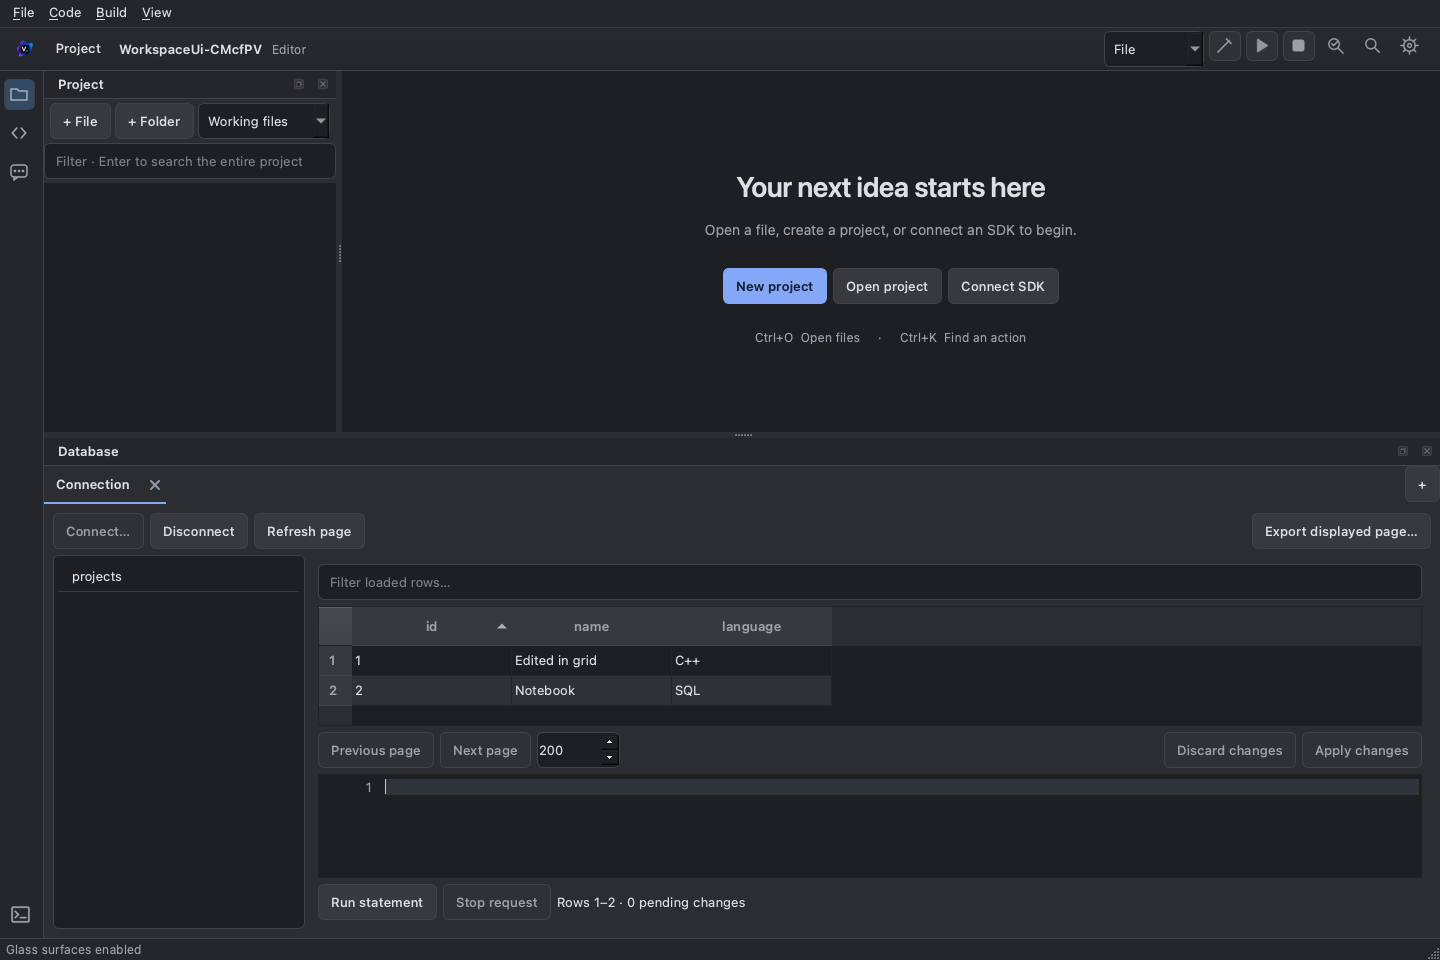 File Code Build View
Project WorkspaceUi-CMcfPV Editor File
Project
+ File + Folder Working files
Filter · Enter to search the entire project
Your next idea starts here
Open a file, create a project, or connect an SDK to begin.
New project Open project Connect SDK
Ctrl+O Open files · Ctrl+K Find an action
Database
Connection +
Connect... Disconnect Refresh page Export displayed page...
projects
Filter loaded rows...
id name language
1 1 Edited in grid C++
2 2 Notebook SQL
Previous page Next page 200 Discard changes Apply changes
1
Run statement Stop request Rows 1–2 · 0 pending changes
Glass surfaces enabled